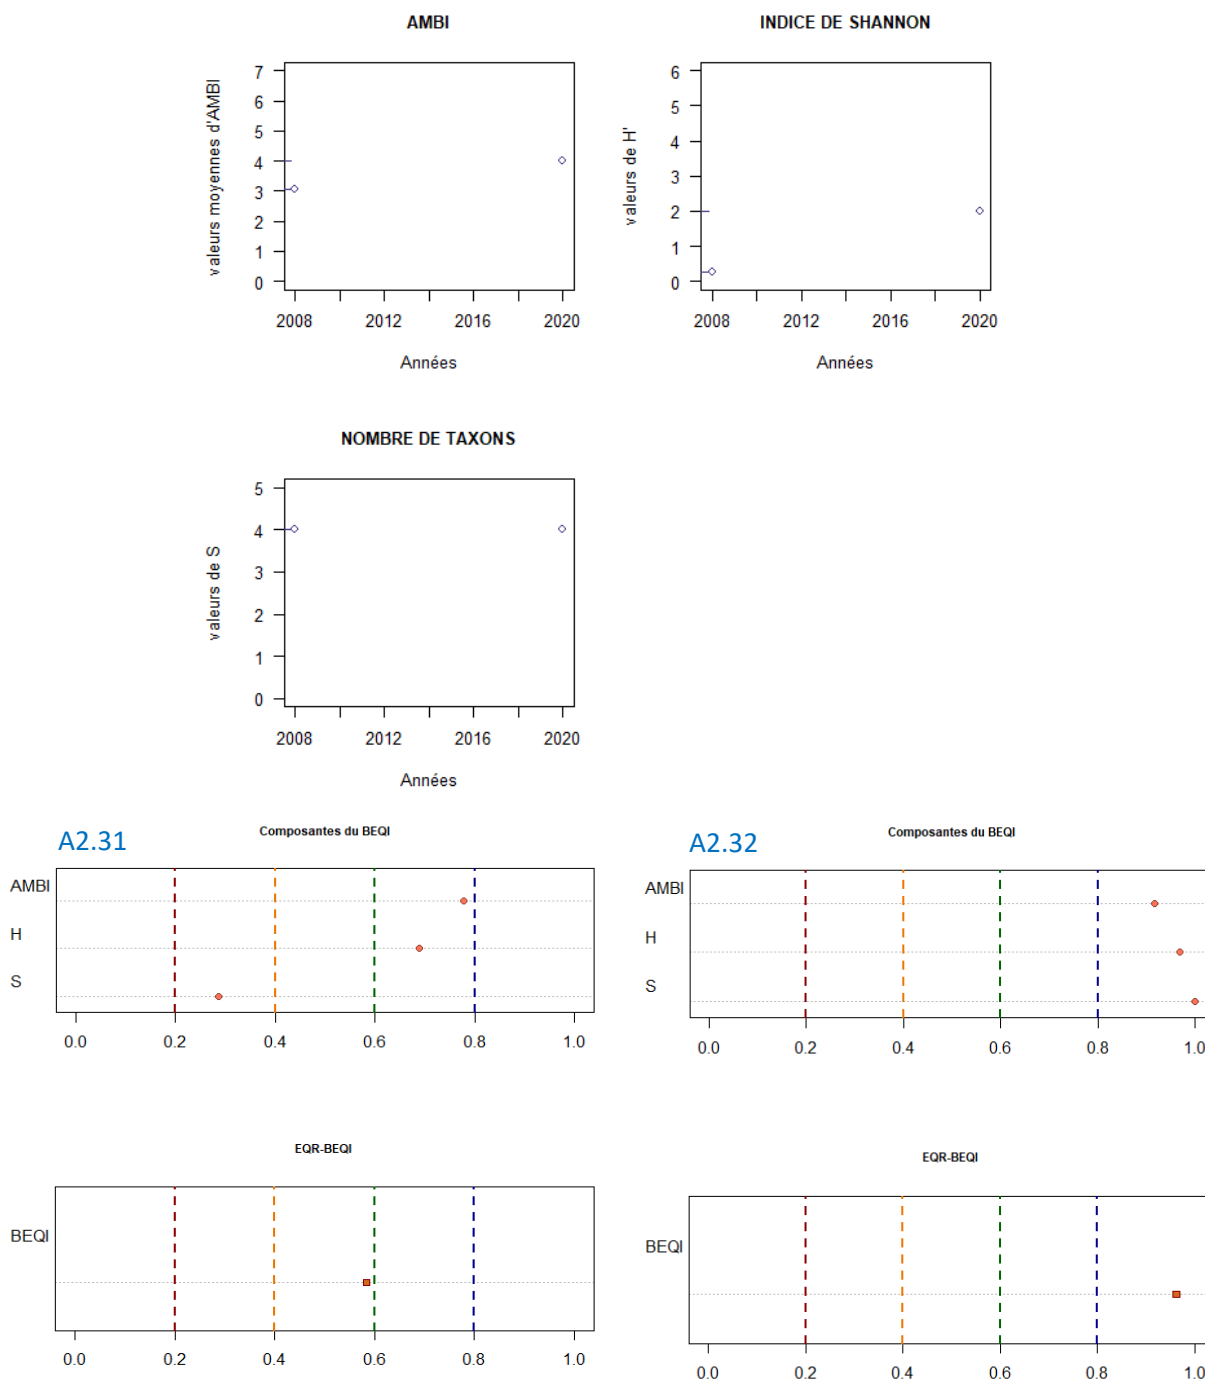 AMBI
valeurs moyennes d'AMBI
7
6
5
4
3
2
1
0
2008 2012 2016 2020
Années
INDICE DE SHANNON
valeurs de H'
6
5
4
3
2
1
0
2008 2012 2016 2020
Années
NOMBRE DE TAXONS
valeurs de S
5
4
3
2
1
0
2008 2012 2016 2020
Années
A2.31
Composantes du BEQI
AMBI
H
S
0.0 0.2 0.4 0.6 0.8 1.0
A2.32
Composantes du BEQI
AMBI
H
S
0.0 0.2 0.4 0.6 0.8 1.0
EQR-BEQI
BEQI
0.0 0.2 0.4 0.6 0.8 1.0
EQR-BEQI
BEQI
0.0 0.2 0.4 0.6 0.8 1.0